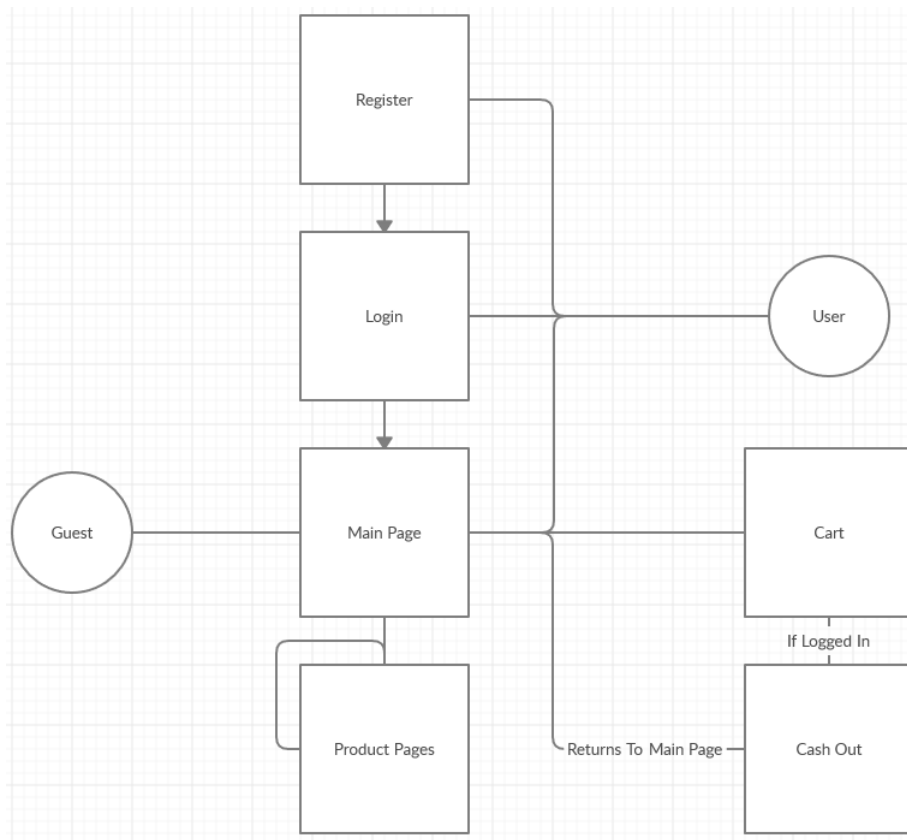 Register
Login
User
Guest
Main Page
Cart
If Logged In
Product Pages
Returns To Main Page
Cash Out